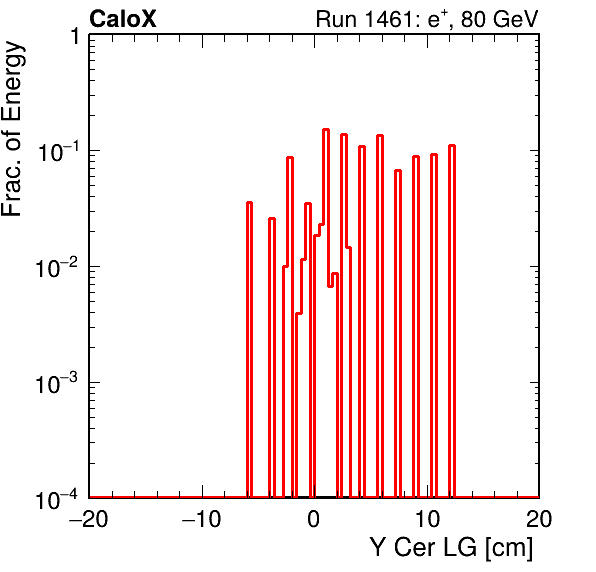 CaloX Run 1461: e⁺, 80 GeV
Frac. of Energy
1
10⁻¹
10⁻²
10⁻³
10⁻⁴
−20 −10 0 10 20
Y Cer LG [cm]